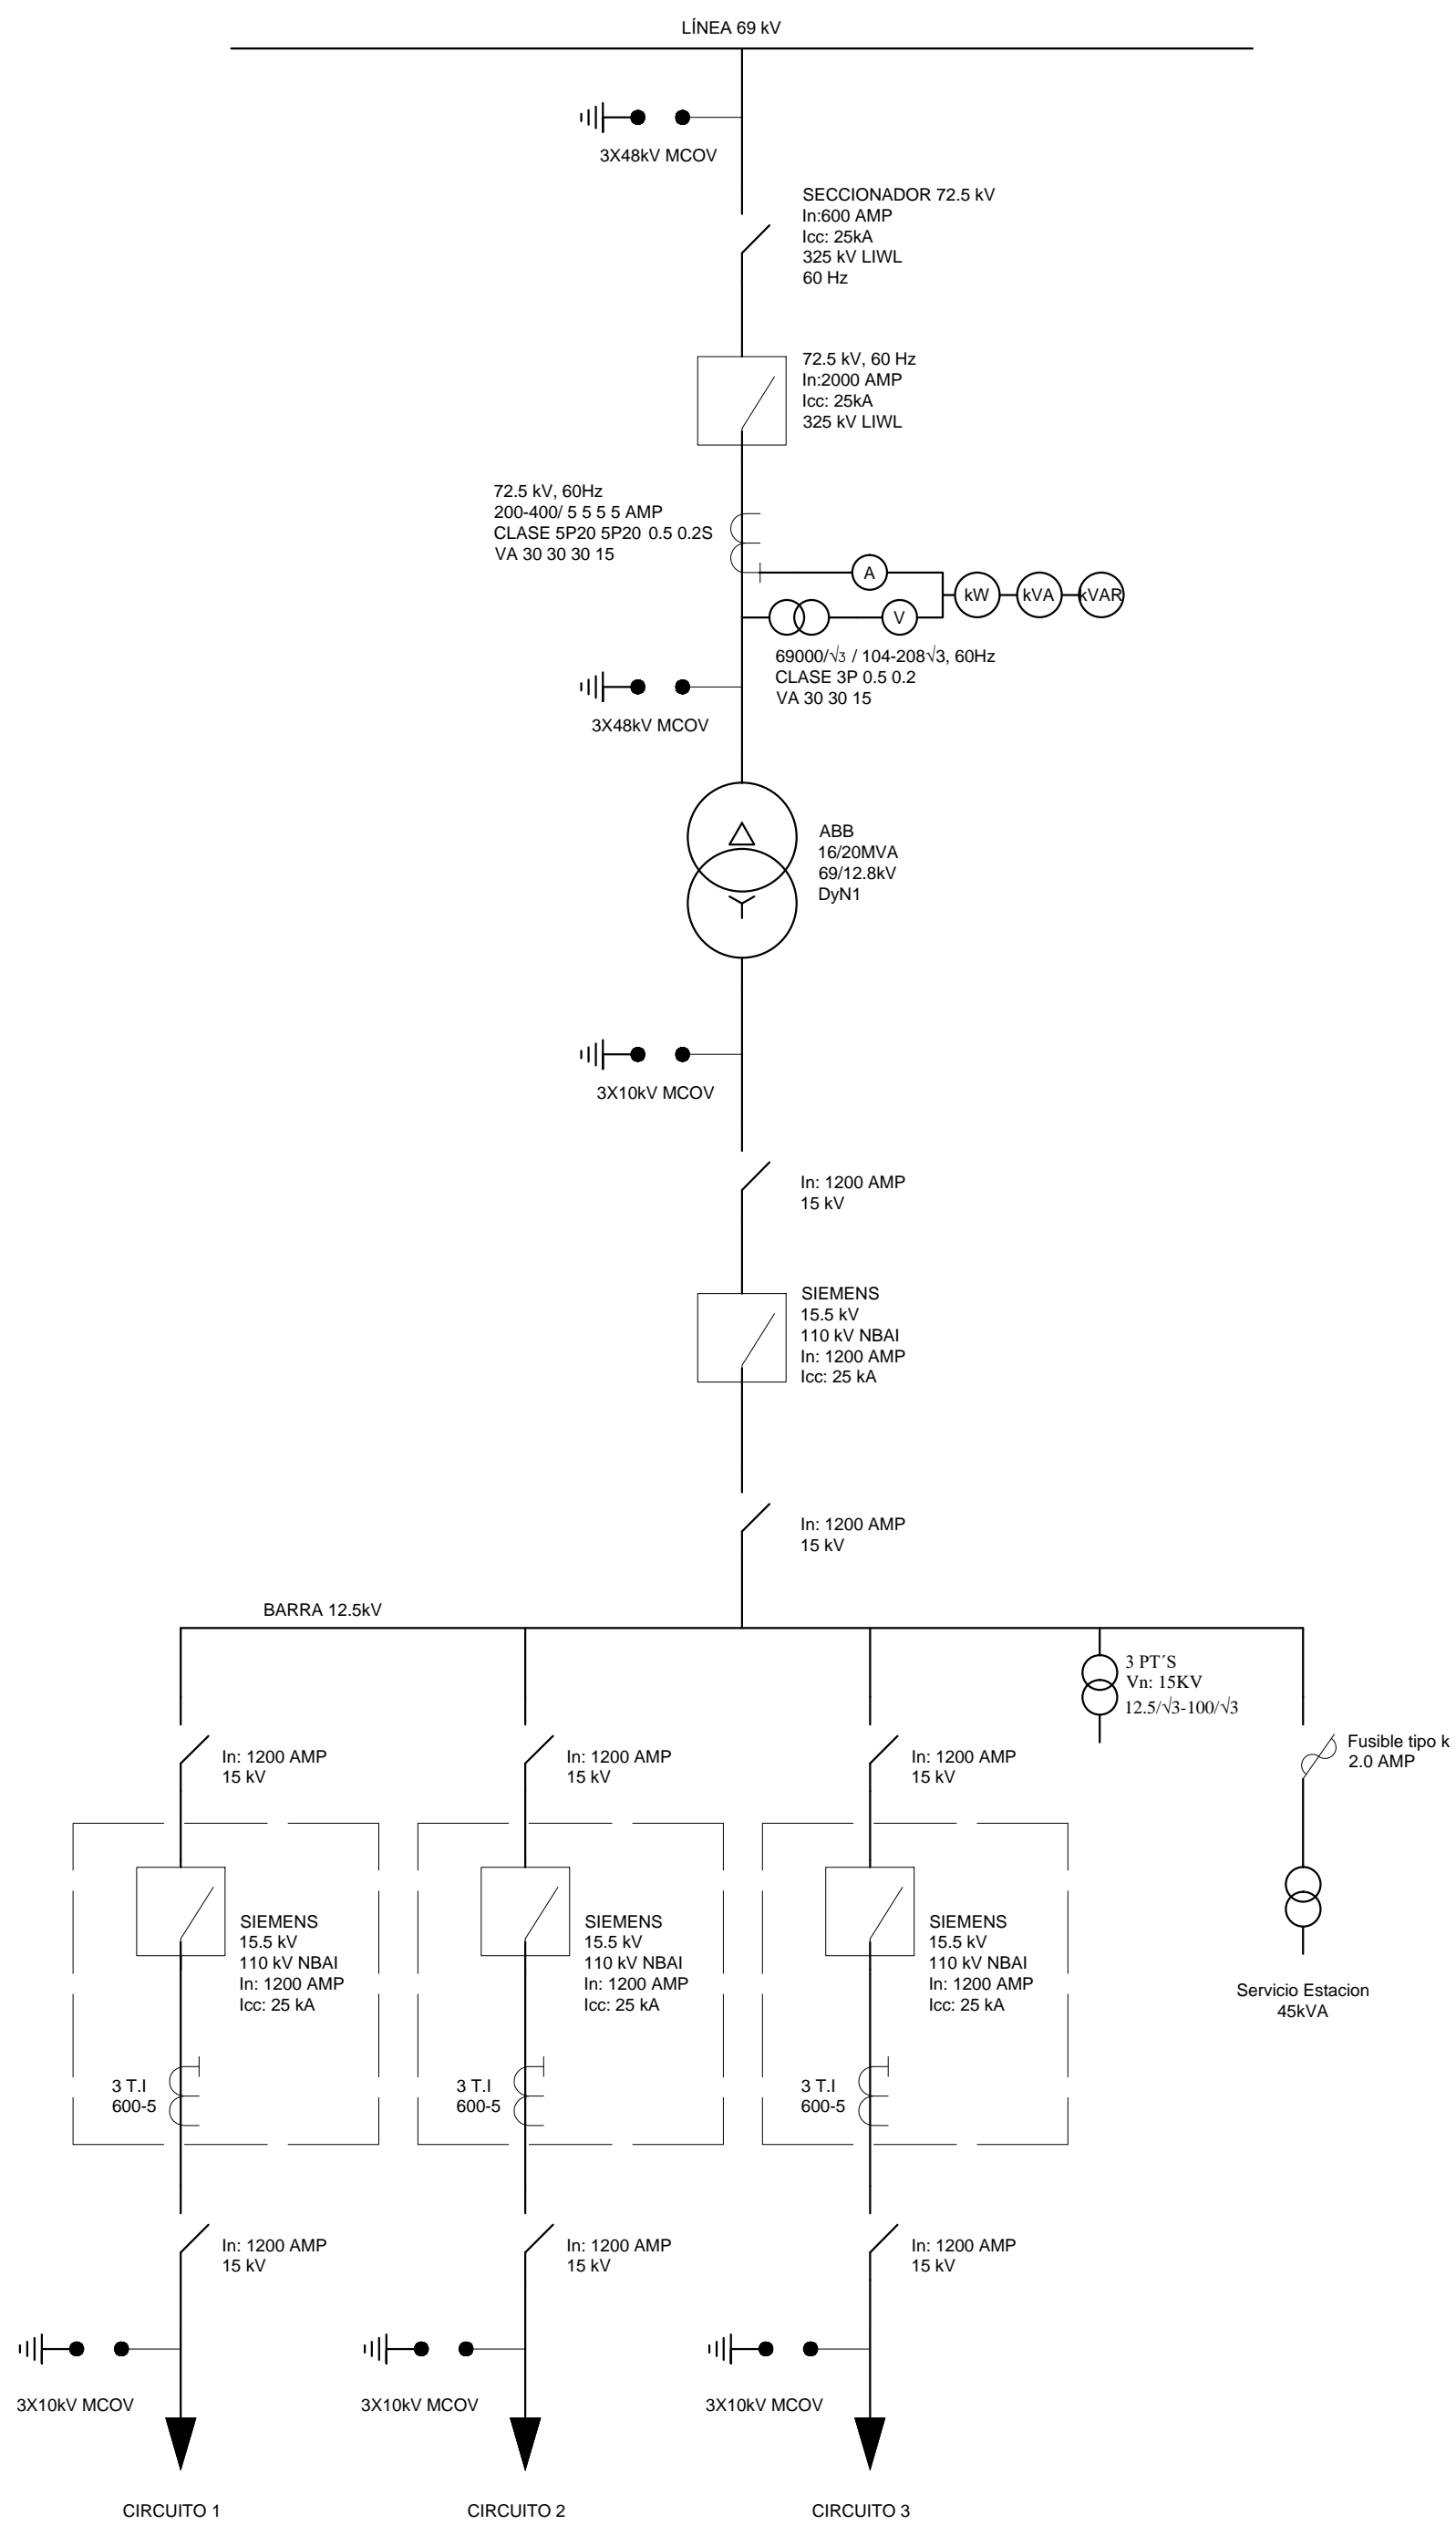 LÍNEA 69 kV
3X48kV MCOV
SECCIONADOR 72.5 kV
In:600 AMP
Icc: 25kA
325 kV LIWL
60 Hz
72.5 kV, 60 Hz
In:2000 AMP
Icc: 25kA
325 kV LIWL
72.5 kV, 60Hz
200-400/ 5 5 5 5 AMP
CLASE 5P20 5P20 0.5 0.2S
VA 30 30 30 15
A
kW
kVA
kVAR
V
69000/√3 / 104-208√3, 60Hz
CLASE 3P 0.5 0.2
VA 30 30 15
3X48kV MCOV
ABB
16/20MVA
69/12.8kV
DyN1
3X10kV MCOV
In: 1200 AMP
15 kV
SIEMENS
15.5 kV
110 kV NBAI
In: 1200 AMP
Icc: 25 kA
In: 1200 AMP
15 kV
BARRA 12.5kV
3 PT´S
Vn: 15KV
12.5/√3-100/√3
Fusible tipo k
2.0 AMP
Servicio Estacion
45kVA
In: 1200 AMP
15 kV
SIEMENS
15.5 kV
110 kV NBAI
In: 1200 AMP
Icc: 25 kA
3 T.I
600-5
In: 1200 AMP
15 kV
3X10kV MCOV
CIRCUITO 1
In: 1200 AMP
15 kV
SIEMENS
15.5 kV
110 kV NBAI
In: 1200 AMP
Icc: 25 kA
3 T.I
600-5
In: 1200 AMP
15 kV
3X10kV MCOV
CIRCUITO 2
In: 1200 AMP
15 kV
SIEMENS
15.5 kV
110 kV NBAI
In: 1200 AMP
Icc: 25 kA
3 T.I
600-5
In: 1200 AMP
15 kV
3X10kV MCOV
CIRCUITO 3